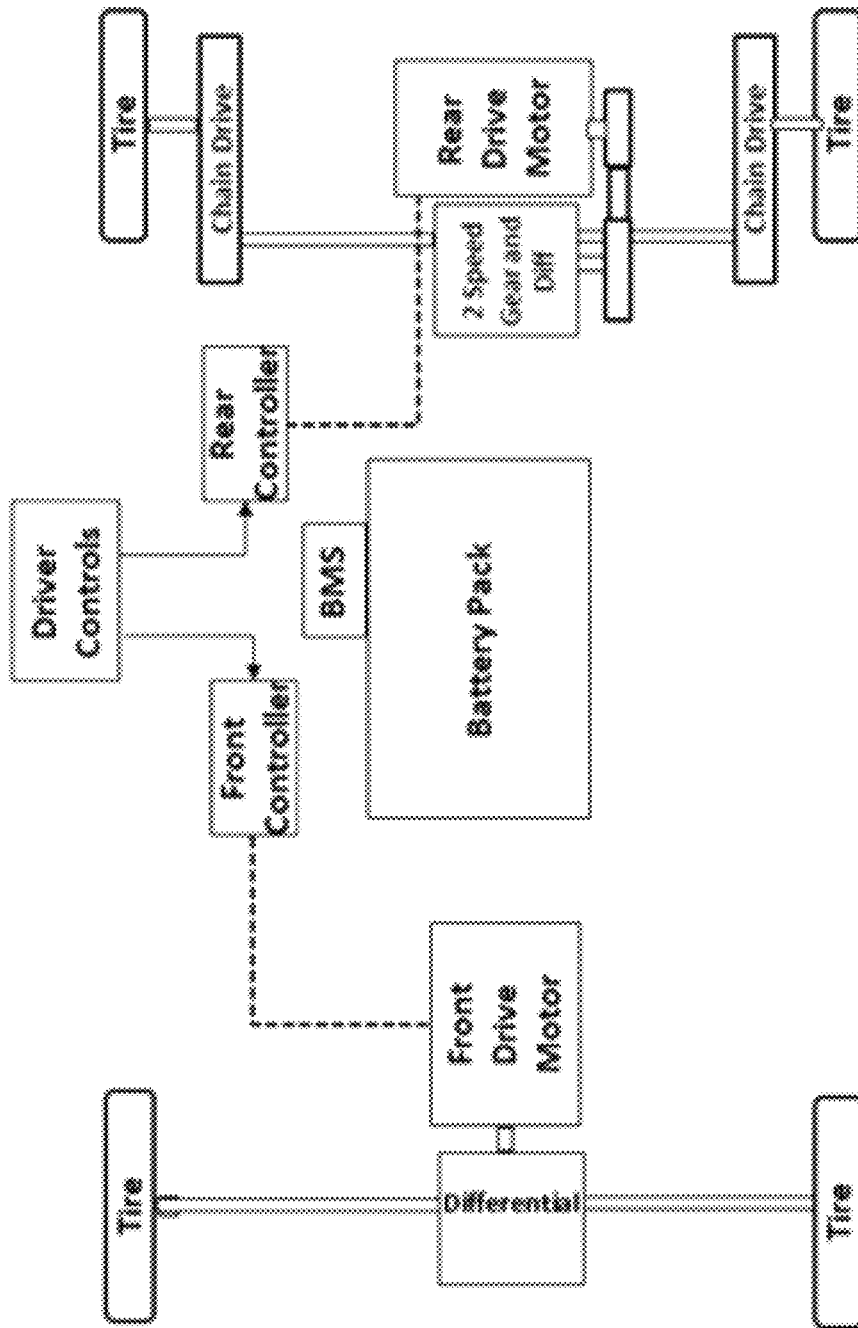 Tire
Chain Drive
Rear
Drive
Motor
2 Speed
Gear and
Diff
Chain Drive
Tire
Rear
Controller
Driver
Controls
BMS
Battery Pack
Front
Controller
Front
Drive
Motor
Tire
Differential
Tire